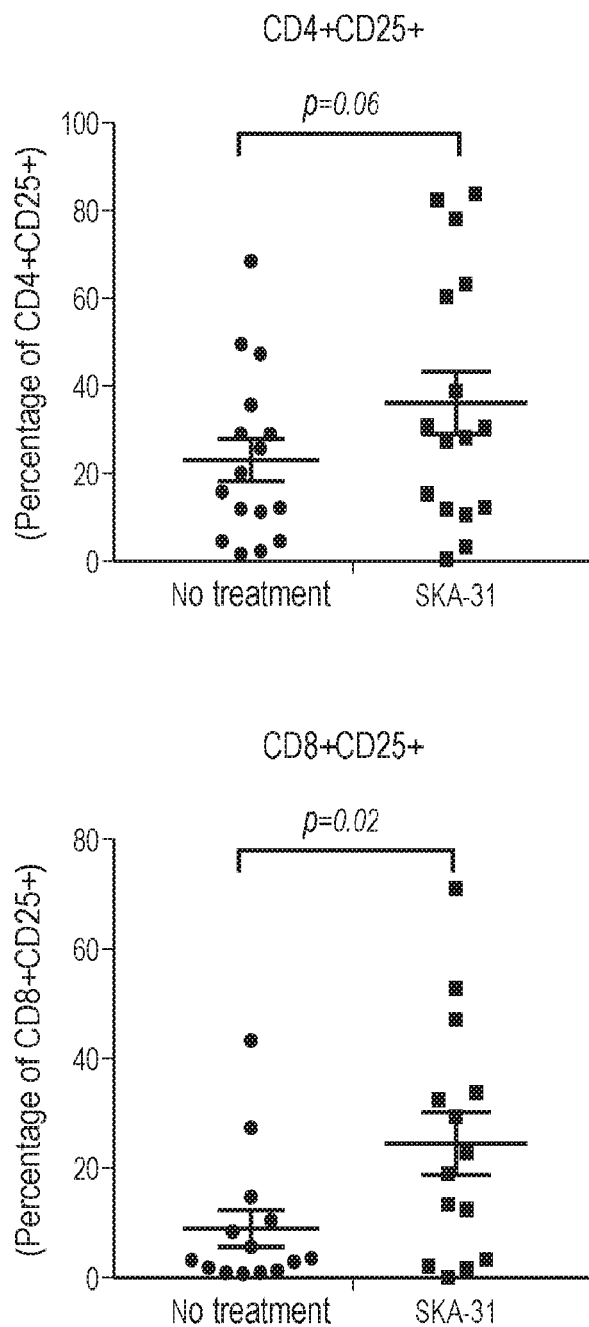 CD4+CD25+
p=0.06
(Percentage of CD4+CD25+)
100
80
60
40
20
0
No treatment
SKA-31
CD8+CD25+
p=0.02
(Percentage of CD8+CD25+)
80
60
40
20
0
No treatment
SKA-31